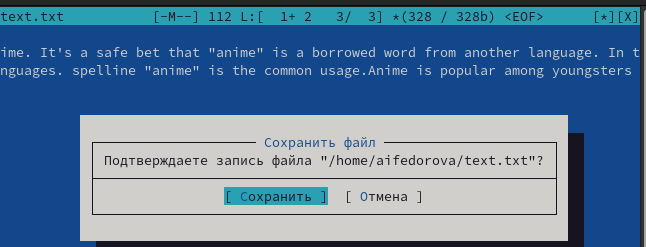 text.txt [-M--] 112 L:[ 1+ 2 3/ 3] *(328 / 328b) <EOF> [*][X]
ime. It's a safe bet that "anime" is a borrowed word from another language. In t
nguages. spelline "anime" is the common usage.Anime is popular among youngsters
Сохранить файл
Подтверждаете запись файла "/home/aifedorova/text.txt"?
[ Сохранить ] [ Отмена ]